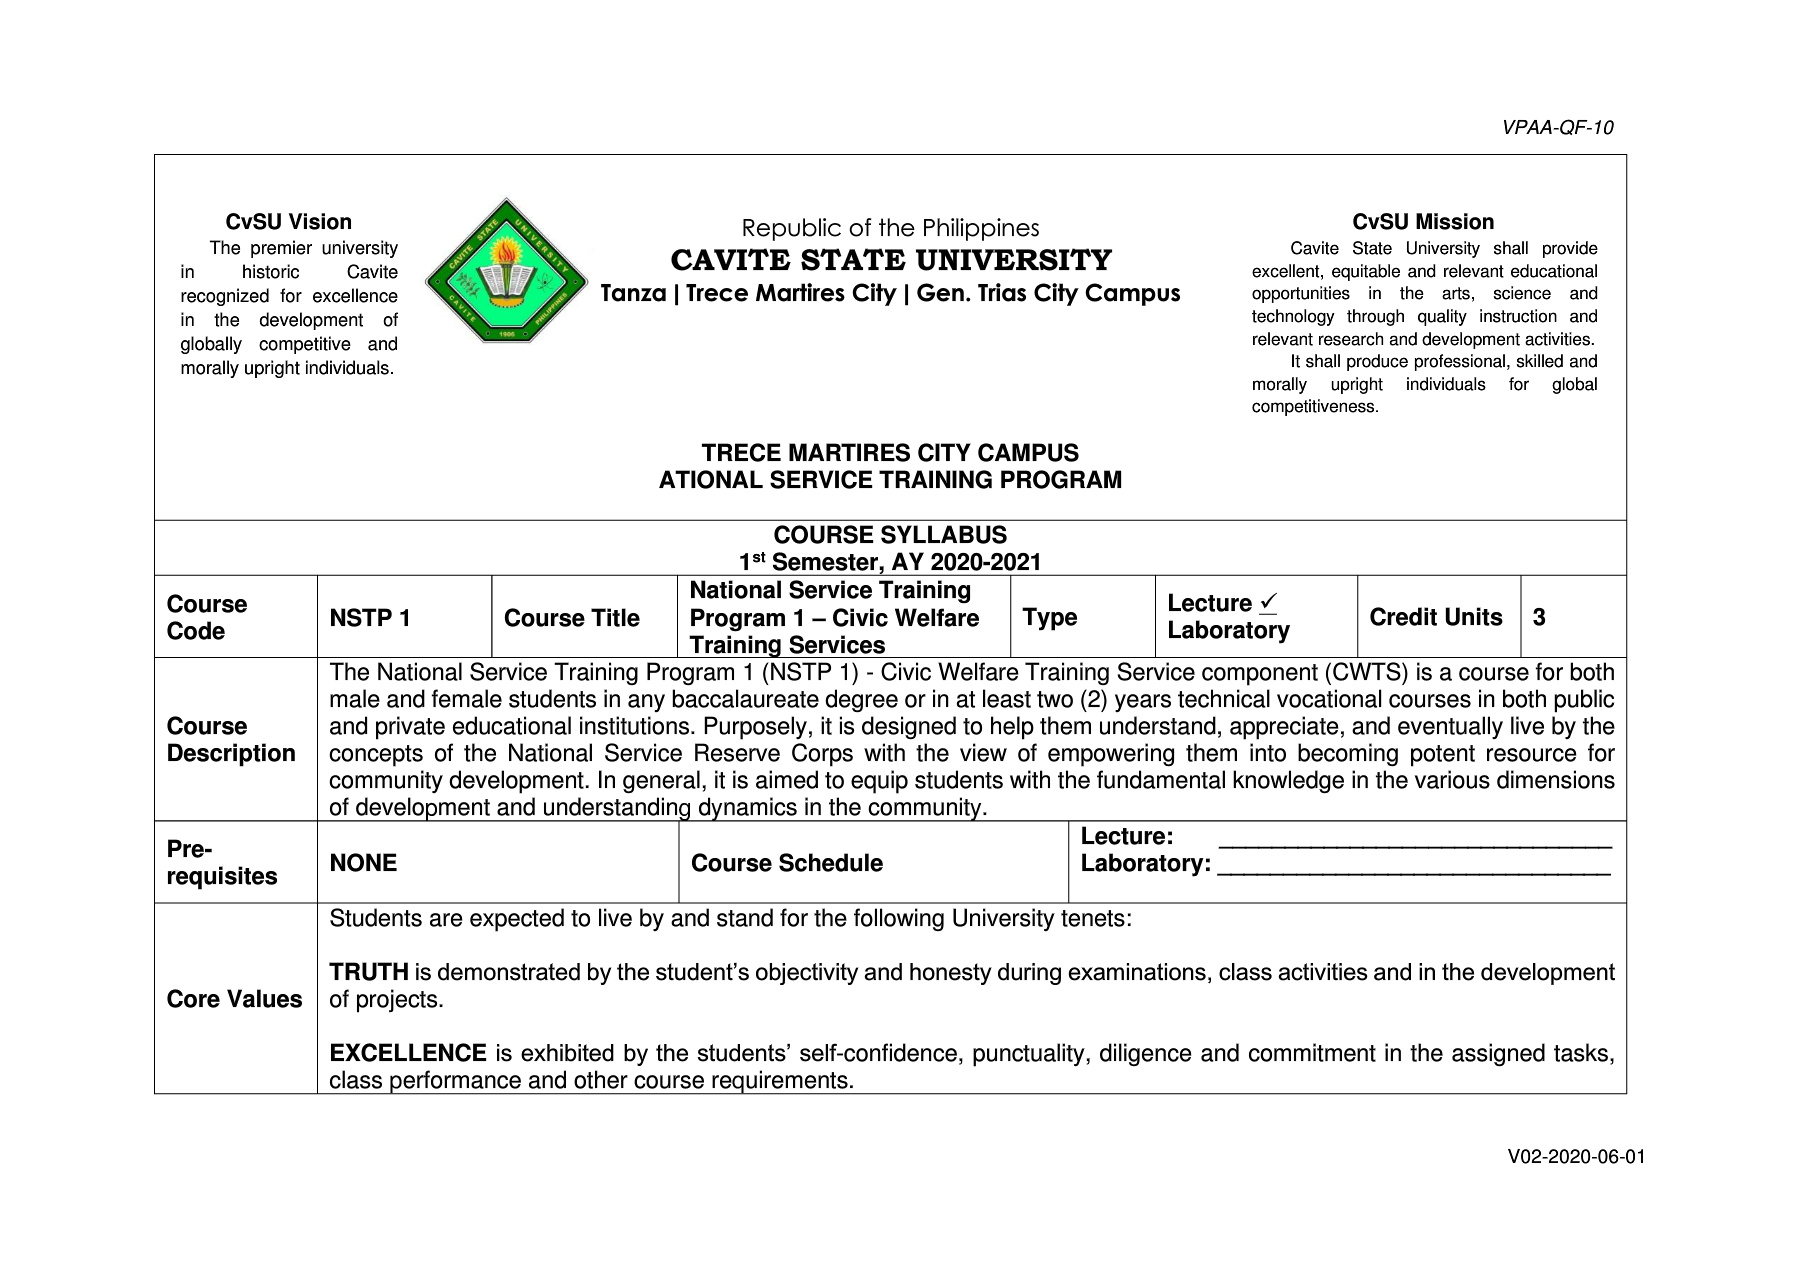 VPAA-QF-10
CvSU Vision
The premier university
in historic Cavite
recognized for excellence
in the development of
globally competitive and
morally upright individuals.
CAVITE STATE UNIVERSITY
CAVITE PHILIPPINES
1906
Republic of the Philippines
CAVITE STATE UNIVERSITY
Tanza | Trece Martires City | Gen. Trias City Campus
CvSU Mission
Cavite State University shall provide
excellent, equitable and relevant educational
opportunities in the arts, science and
technology through quality instruction and
relevant research and development activities.
It shall produce professional, skilled and
morally upright individuals for global
competitiveness.
TRECE MARTIRES CITY CAMPUS
ATIONAL SERVICE TRAINING PROGRAM
COURSE SYLLABUS
1st Semester, AY 2020-2021
Course
Code
NSTP 1
Course Title
National Service Training
Program 1 – Civic Welfare
Training Services
Type
Lecture ✓
Laboratory
Credit Units
3
Course
Description
The National Service Training Program 1 (NSTP 1) - Civic Welfare Training Service component (CWTS) is a course for both
male and female students in any baccalaureate degree or in at least two (2) years technical vocational courses in both public
and private educational institutions. Purposely, it is designed to help them understand, appreciate, and eventually live by the
concepts of the National Service Reserve Corps with the view of empowering them into becoming potent resource for
community development. In general, it is aimed to equip students with the fundamental knowledge in the various dimensions
of development and understanding dynamics in the community.
Pre-
requisites
NONE
Course Schedule
Lecture: ______________________________
Laboratory: ______________________________
Core Values
Students are expected to live by and stand for the following University tenets:
TRUTH is demonstrated by the student’s objectivity and honesty during examinations, class activities and in the development
of projects.
EXCELLENCE is exhibited by the students’ self-confidence, punctuality, diligence and commitment in the assigned tasks,
class performance and other course requirements.
V02-2020-06-01